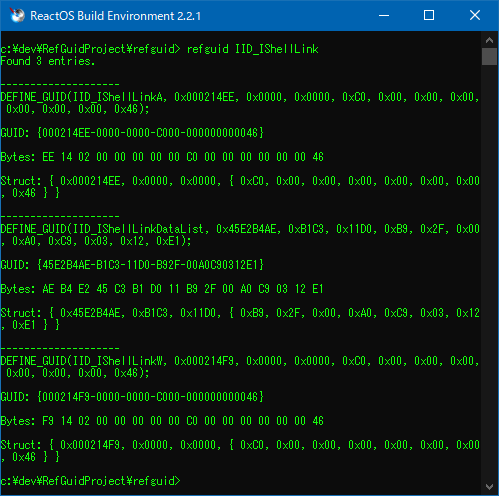 ReactOS Build Environment 2.2.1
c:¥dev¥RefGuidProject¥refguid> refguid IID_IShellLink
Found 3 entries.
--------------------
DEFINE_GUID(IID_IShellLinkA, 0x000214EE, 0x0000, 0x0000, 0xC0, 0x00, 0x00, 0x00,
 0x00, 0x00, 0x00, 0x46);
GUID: {000214EE-0000-0000-C000-000000000046}
Bytes: EE 14 02 00 00 00 00 00 C0 00 00 00 00 00 00 46
Struct: { 0x000214EE, 0x0000, 0x0000, { 0xC0, 0x00, 0x00, 0x00, 0x00, 0x00, 0x00
, 0x46 } }
--------------------
DEFINE_GUID(IID_IShellLinkDataList, 0x45E2B4AE, 0xB1C3, 0x11D0, 0xB9, 0x2F, 0x00
, 0xA0, 0xC9, 0x03, 0x12, 0xE1);
GUID: {45E2B4AE-B1C3-11D0-B92F-00A0C90312E1}
Bytes: AE B4 E2 45 C3 B1 D0 11 B9 2F 00 A0 C9 03 12 E1
Struct: { 0x45E2B4AE, 0xB1C3, 0x11D0, { 0xB9, 0x2F, 0x00, 0xA0, 0xC9, 0x03, 0x12
, 0xE1 } }
--------------------
DEFINE_GUID(IID_IShellLinkW, 0x000214F9, 0x0000, 0x0000, 0xC0, 0x00, 0x00, 0x00,
 0x00, 0x00, 0x00, 0x46);
GUID: {000214F9-0000-0000-C000-000000000046}
Bytes: F9 14 02 00 00 00 00 00 C0 00 00 00 00 00 00 46
Struct: { 0x000214F9, 0x0000, 0x0000, { 0xC0, 0x00, 0x00, 0x00, 0x00, 0x00, 0x00
, 0x46 } }
c:¥dev¥RefGuidProject¥refguid>